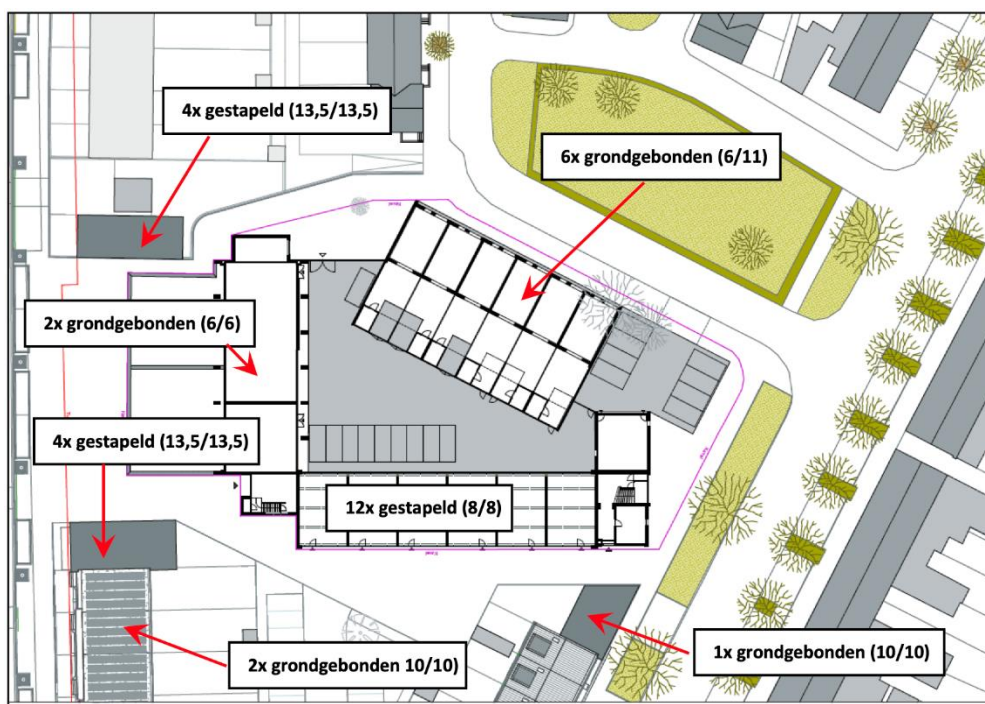 4x gestapeld (13,5/13,5)
6x grondgebonden (6/11)
2x grondgebonden (6/6)
4x gestapeld (13,5/13,5)
12x gestapeld (8/8)
2x grondgebonden 10/10)
1x grondgebonden (10/10)